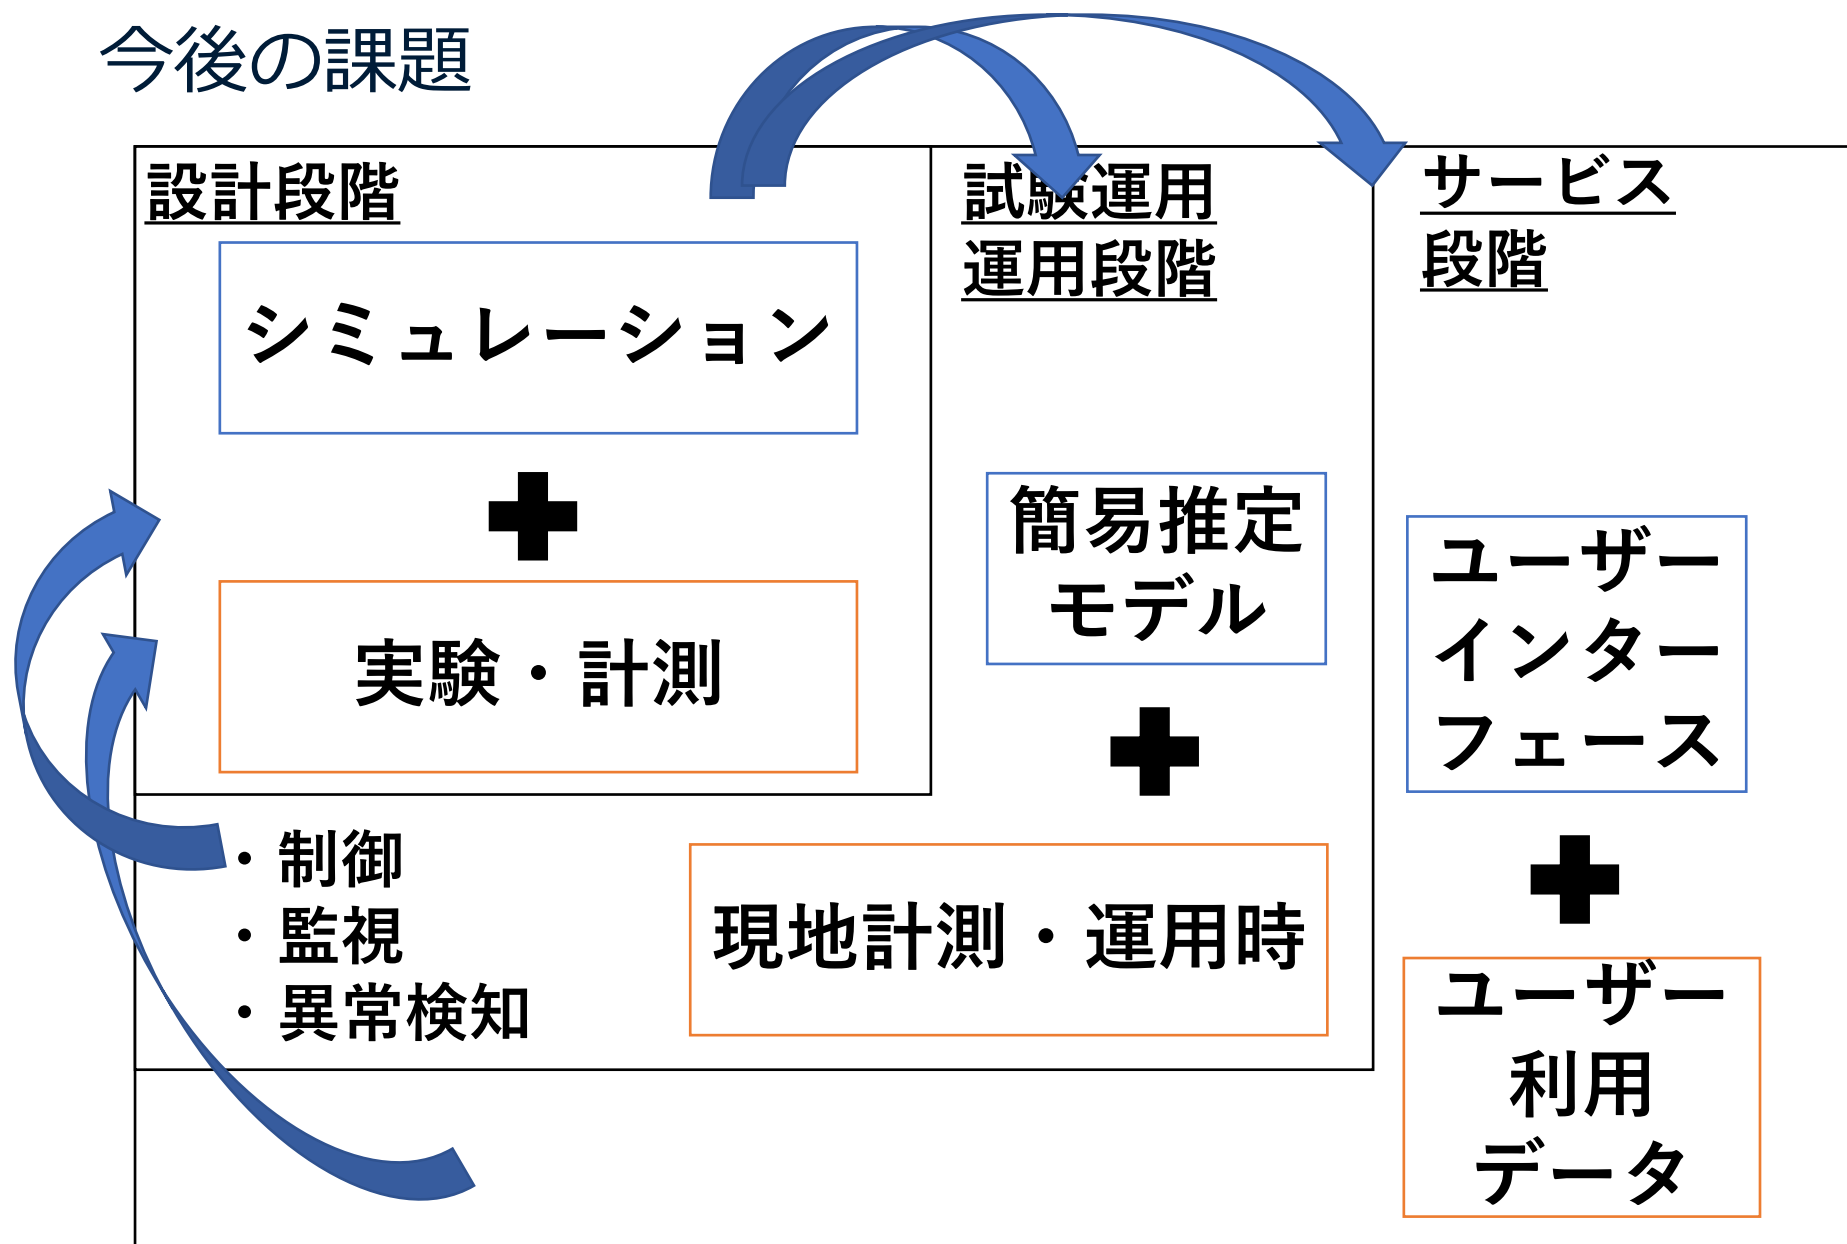 今後の課題
設計段階
シミュレーション
実験・計測
試験運用
運用段階
簡易推定
モデル
・制御
・監視
・異常検知
現地計測・運用時
サービス
段階
ユーザー
インター
フェース
ユーザー
利用
データ